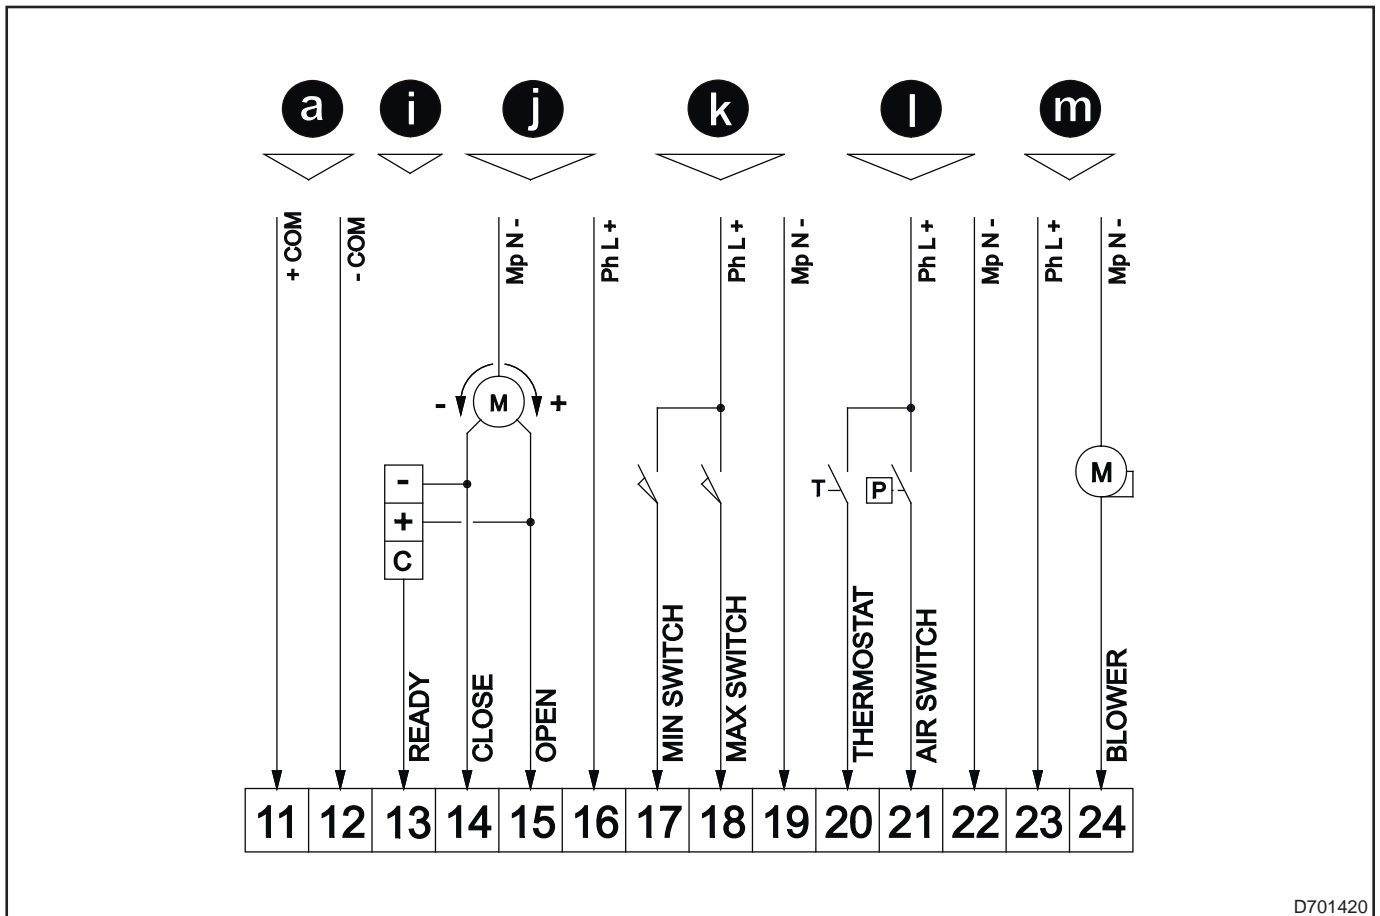 a i j k l m
+ COM
- COM
Mp N -
Ph L +
Ph L +
Mp N -
Ph L +
Mp N -
Ph L +
Mp N -
- M +
M
-
+
C
T P
READY
CLOSE
OPEN
MIN SWITCH
MAX SWITCH
THERMOSTAT
AIR SWITCH
BLOWER
11 12 13 14 15 16 17 18 19 20 21 22 23 24
D701420